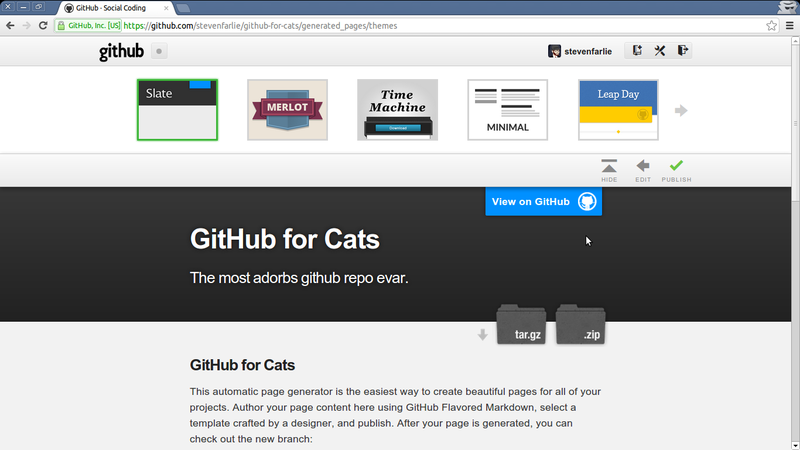 GitHub - Social Coding
GitHub, Inc. [US] https://github.com/stevenfarlie/github-for-cats/generated_pages/themes
github
stevenfarlie
Slate
MERLOT
Time
Machine
Download
MINIMAL
Leap Day
HIDE
EDIT
PUBLISH
View on GitHub
GitHub for Cats
The most adorbs github repo evar.
tar.gz
.zip
GitHub for Cats
This automatic page generator is the easiest way to create beautiful pages for all of your
projects. Author your page content here using GitHub Flavored Markdown, select a
template crafted by a designer, and publish. After your page is generated, you can
check out the new branch: